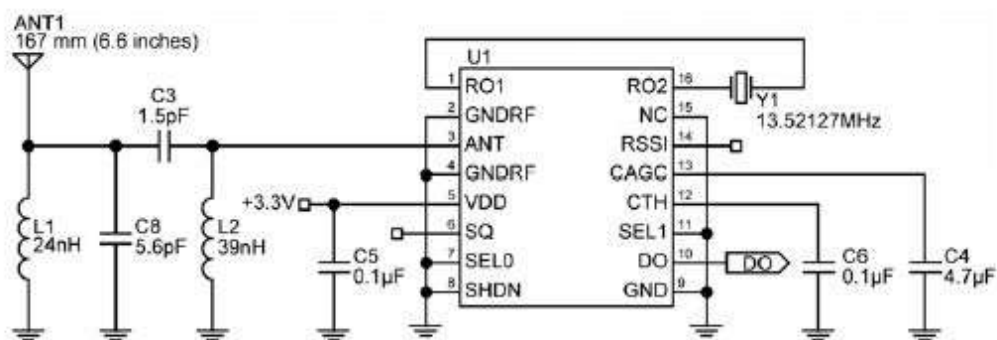 ANT1
167 mm (6.6 inches)
C3
1.5pF
L1
24nH
C8
5.6pF
L2
39nH
+3.3V
C5
0.1µF
U1
1 RO1
2 GNDRF
3 ANT
4 GNDRF
5 VDD
6 SQ
7 SEL0
8 SHDN
RO2 16
NC 15
RSSI 14
CAGC 13
CTH 12
SEL1 11
DO 10
GND 9
Y1
13.52127MHz
DO
C6
0.1µF
C4
4.7µF